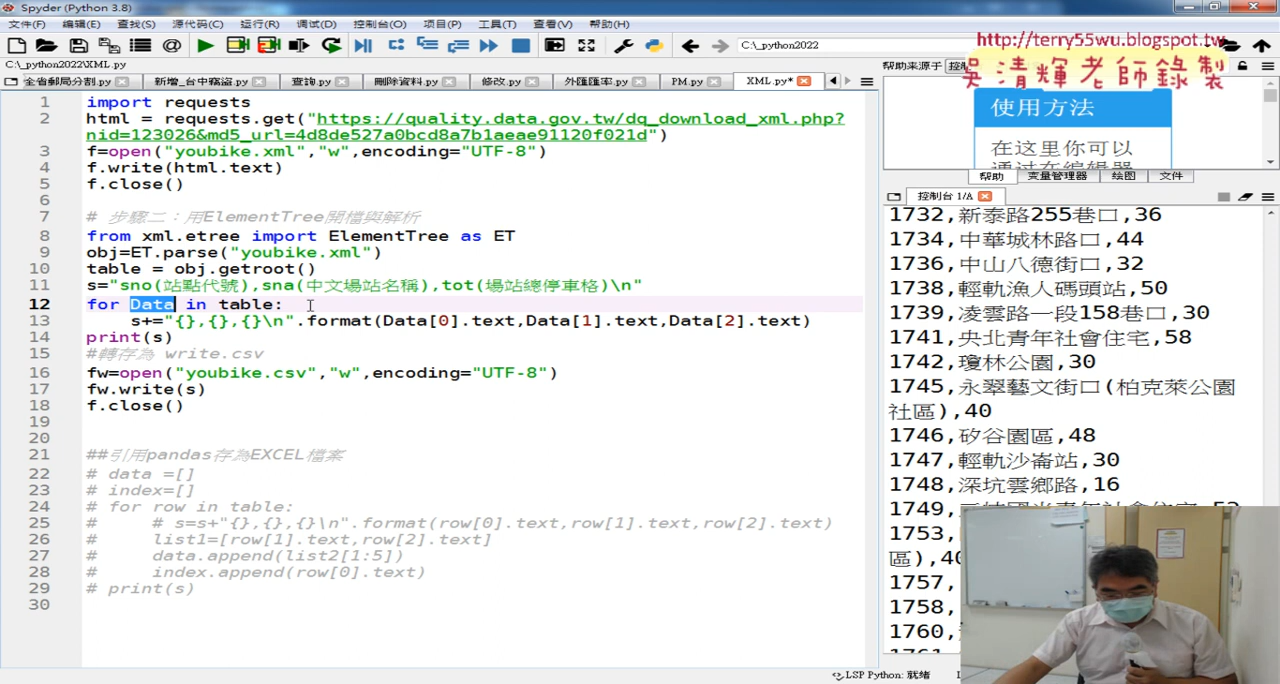 Spyder (Python 3.8)
文件(F) 编辑(E) 查找(S) 源代码(C) 运行(R) 调试(D) 控制台(O) 项目(P) 工具(T) 查看(V) 帮助(H)
C:\_python2022
http://terry55wu.blogspot.tw
吳清輝老師錄製
C:\_python2022\XML.py
帮助来源于
全省郵局分割.py 新增_台中竊盜.py 查詢.py 刪除資料.py 修改.py 外匯匯率.py PM.py XML.py*
使用方法
在这里你可以
通过在编辑器
帮助 变量管理器 绘图 文件
控制台 1/A
1 import requests
2 html = requests.get("https://quality.data.gov.tw/dq_download_xml.php?
nid=123026&md5_url=4d8de527a0bcd8a7b1aeae91120f021d")
3 f=open("youbike.xml","w",encoding="UTF-8")
4 f.write(html.text)
5 f.close()
6
7 # 步驟二：用ElementTree開檔與解析
8 from xml.etree import ElementTree as ET
9 obj=ET.parse("youbike.xml")
10 table = obj.getroot()
11 s="sno(站點代號),sna(中文場站名稱),tot(場站總停車格)\n"
12 for Data in table:
13 s+="{},{},{}\n".format(Data[0].text,Data[1].text,Data[2].text)
14 print(s)
15 #轉存為 write.csv
16 fw=open("youbike.csv","w",encoding="UTF-8")
17 fw.write(s)
18 f.close()
19
20
21 ##引用pandas存為EXCEL檔案
22 # data =[]
23 # index=[]
24 # for row in table:
25 # # s=s+"{},{},{}\n".format(row[0].text,row[1].text,row[2].text)
26 # list1=[row[1].text,row[2].text]
27 # data.append(list2[1:5])
28 # index.append(row[0].text)
29 # print(s)
30
1732,新泰路255巷口,36
1734,中華城林路口,44
1736,中山八德街口,32
1738,輕軌漁人碼頭站,50
1739,凌雲路一段158巷口,30
1741,央北青年社會住宅,58
1742,瓊林公園,30
1745,永翠藝文街口(柏克萊公園
社區),40
1746,矽谷園區,48
1747,輕軌沙崙站,30
1748,深坑雲鄉路,16
1749,
1753,
區),40
1757,
1758,
1760,
1761,
LSP Python: 就绪